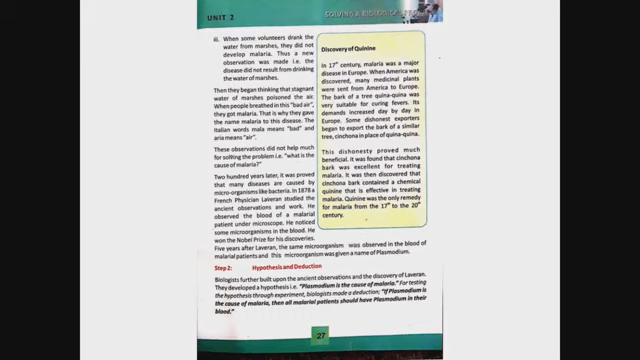 UNIT 2
SOLVING A BIOLOGICAL
iii. When some volunteers drank the
water from marshes, they did not
develop malaria. Thus a new
observation was made i.e. that
the disease did not result from drinking
the water of marshes.
Then they began thinking that stagnant
water of marshes poisoned the air.
When people breathed in this "bad air",
they got malaria. That is why they gave
the name malaria to this disease. The
Italian words mala means "bad" and
aria means "air".
These observations did not help much
for solving the problem i.e. "what is the
cause of malaria?
Two hundred years later, it was proved
that many diseases are caused by
micro-organisms like bacteria. In 1878 a
French Physician Laveran studied the
ancient observations and work. He
observed the blood of a malarial
patient under microscope. He noticed
some microorganisms in the blood. He
won the Nobel Prize for his discoveries.
Five years after Laveran, the same microorganism was observed in the blood of
malarial patients and this microorganism was given a name of Plasmodium.
Discovery of Quinine
In 17th century, malaria was a major
disease in Europe. When America was
discovered, many medicinal plants
were sent from America to Europe.
The bark of a tree quina-quina was
very suitable for curing fevers. Its
demands increased day by day in
Europe. Some dishonest exporters
began to export the bark of a similar
tree, cinchona in place of quina-quina.
This dishonesty proved much
beneficial. It was found that cinchona
bark was excellent for treating
malaria. It was then discovered that
cinchona bark contained a chemical
quinine that is effective in treating
malaria. Quinine was the only remedy
for malaria from the 17th to the 20th
century.
Step 2: Hypothesis and Deduction
Biologists further built upon the ancient observations and the discovery of Laveran.
They developed a hypothesis i.e. "Plasmodium is the cause of malaria." For testing
the hypothesis through experiment, biologists made a deduction; "If Plasmodium is
the cause of malaria, then all malarial patients should have Plasmodium in their
blood."
27